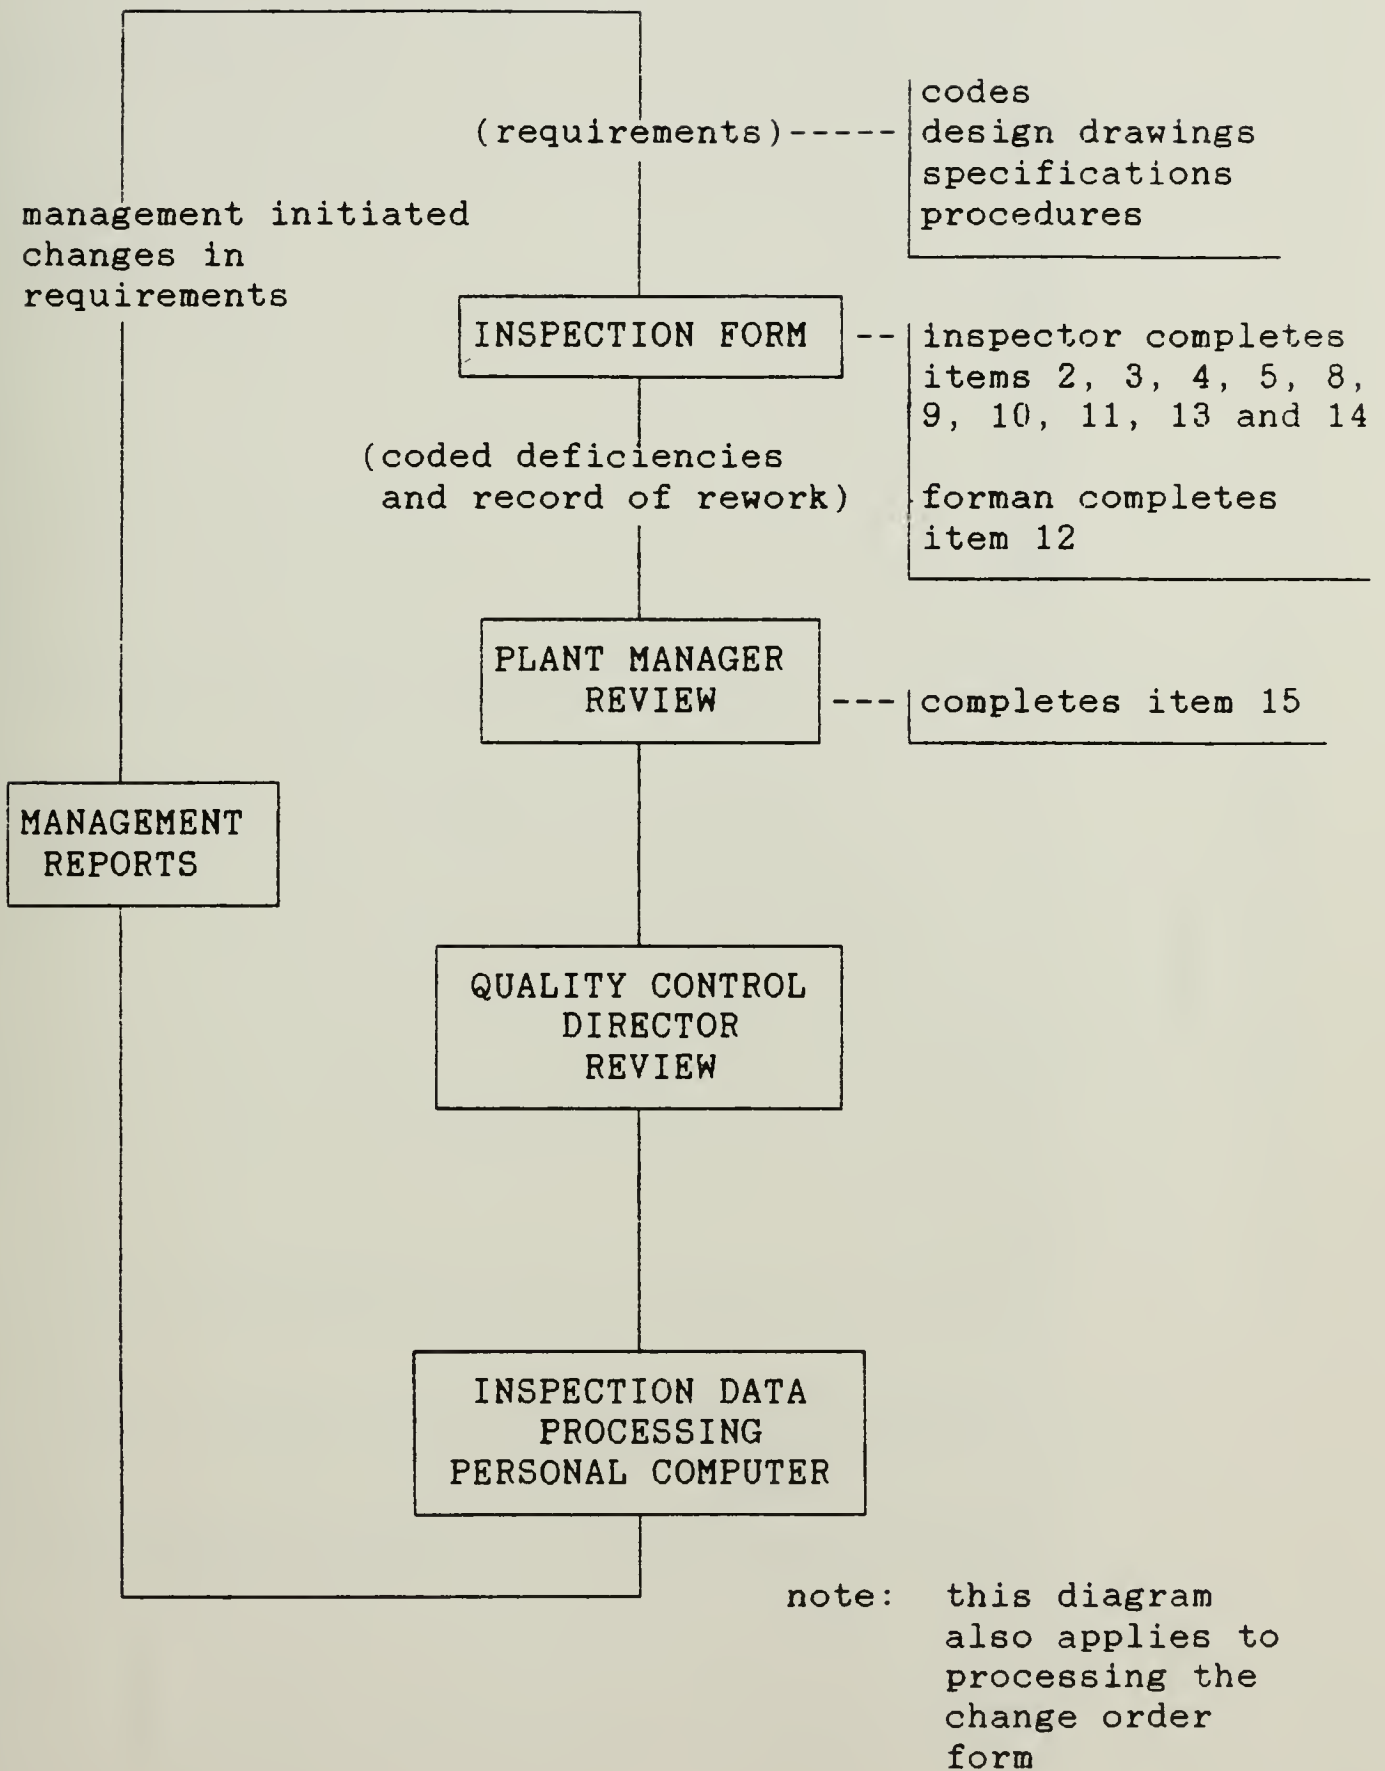 (requirements)-----
codes
design drawings
specifications
procedures
management initiated
changes in
requirements
INSPECTION FORM
--
inspector completes
items 2, 3, 4, 5, 8,
9, 10, 11, 13 and 14
forman completes
item 12
(coded deficiencies
and record of rework)
PLANT MANAGER
REVIEW
---
completes item 15
MANAGEMENT
REPORTS
QUALITY CONTROL
DIRECTOR
REVIEW
INSPECTION DATA
PROCESSING
PERSONAL COMPUTER
note: this diagram
also applies to
processing the
change order
form